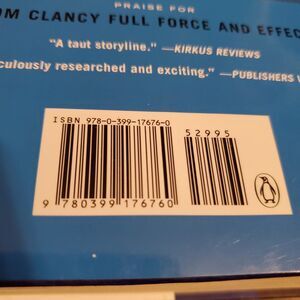 PRAISE FOR
OM CLANCY FULL FORCE AND EFFEC
"A taut storyline." —KIRKUS REVIEWS
culously researched and exciting." —PUBLISHERS W
ISBN 978-0-399-17676-0
52995
9 780399 176760